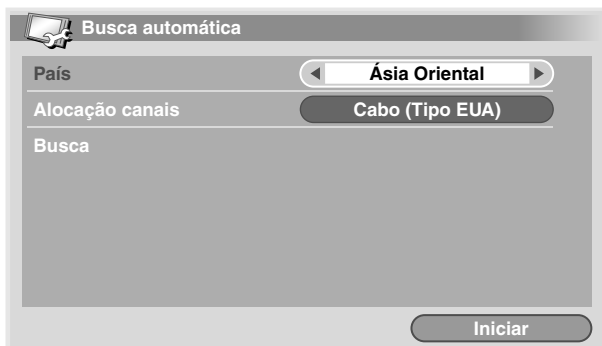 Busca automática
País
Ásia Oriental
Alocação canais
Cabo (Tipo EUA)
Busca
Iniciar